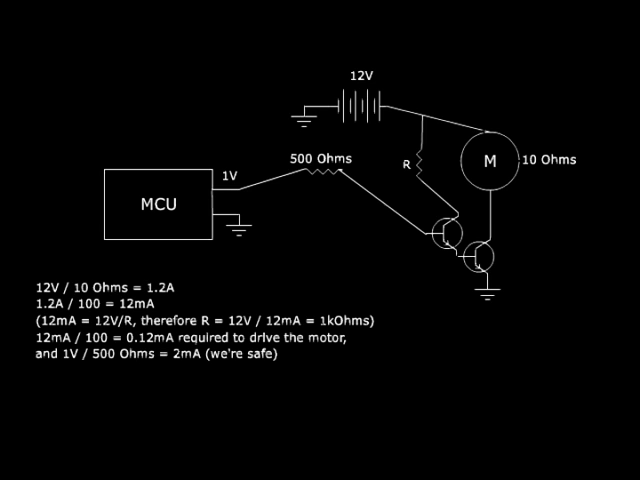 12V
500 Ohms
1V
R
M
10 Ohms
MCU
12V / 10 Ohms = 1.2A
1.2A / 100 = 12mA
(12mA = 12V/R, therefore R = 12V / 12mA = 1kOhms)
12mA / 100 = 0.12mA required to drive the motor,
and 1V / 500 Ohms = 2mA (we're safe)